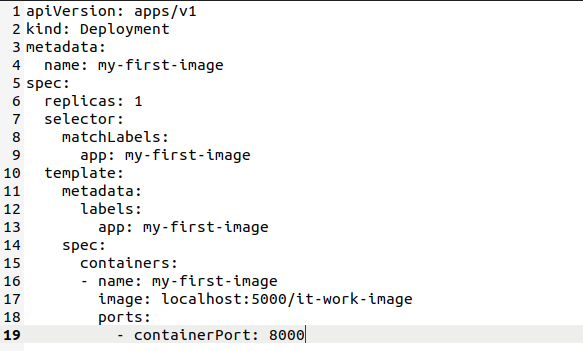 1 apiVersion: apps/v1
2 kind: Deployment
3 metadata:
4   name: my-first-image
5 spec:
6   replicas: 1
7   selector:
8     matchLabels:
9       app: my-first-image
10   template:
11     metadata:
12       labels:
13         app: my-first-image
14     spec:
15       containers:
16       - name: my-first-image
17         image: localhost:5000/it-work-image
18         ports:
19           - containerPort: 8000